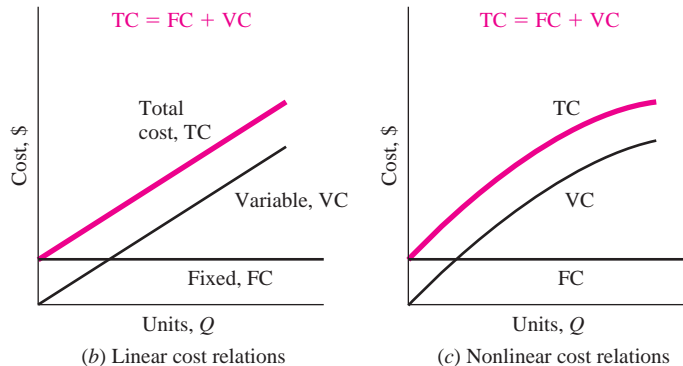 TC = FC + VC
Total
cost, TC
Variable, VC
Fixed, FC
Cost, $
Units, Q
(b) Linear cost relations
TC = FC + VC
TC
VC
FC
Cost, $
Units, Q
(c) Nonlinear cost relations